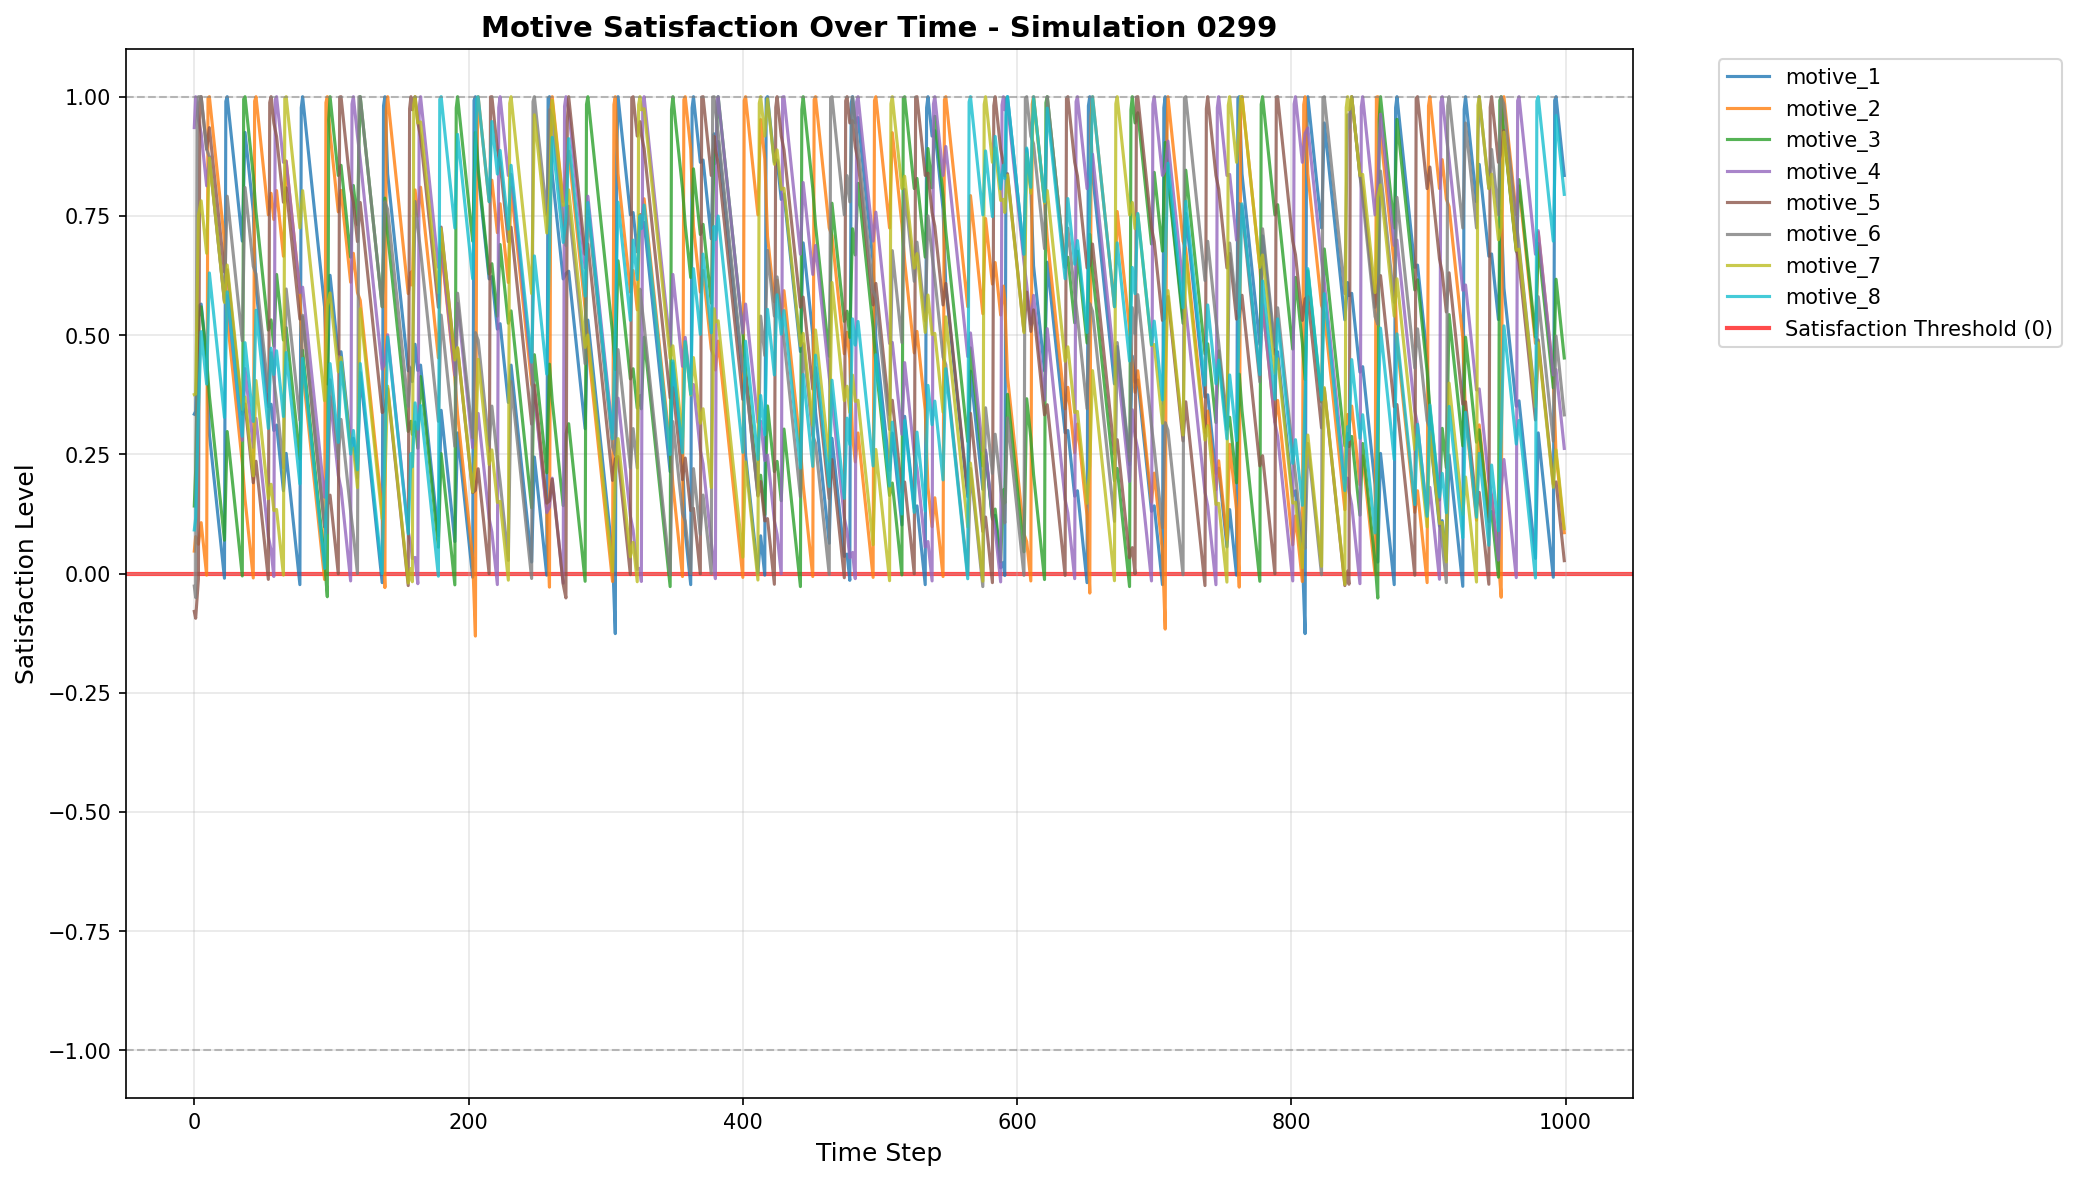 Motive Satisfaction Over Time - Simulation 0299
Satisfaction Level
1.00
0.75
0.50
0.25
0.00
−0.25
−0.50
−0.75
−1.00
0
200
400
600
800
1000
Time Step
motive_1
motive_2
motive_3
motive_4
motive_5
motive_6
motive_7
motive_8
Satisfaction Threshold (0)